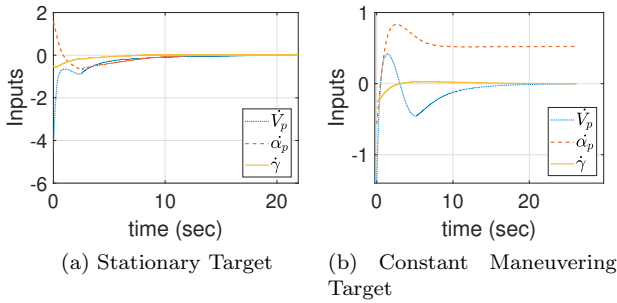 2
0
-2
-4
-6
Inputs
0
10
20
time (sec)
V̇p
α̇p
γ̇
(a) Stationary Target
1
0
-1
Inputs
0
10
20
time (sec)
V̇p
α̇p
γ̇
(b) Constant Maneuvering
Target